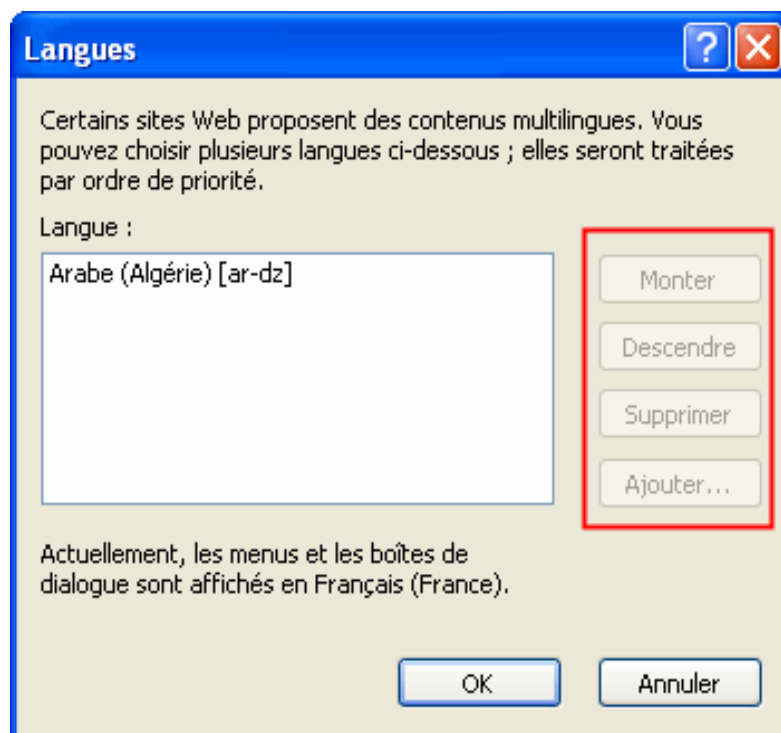 Langues
Certains sites Web proposent des contenus multilingues. Vous
pouvez choisir plusieurs langues ci-dessous ; elles seront traitées
par ordre de priorité.
Langue :
Arabe (Algérie) [ar-dz]
Monter
Descendre
Supprimer
Ajouter...
Actuellement, les menus et les boîtes de
dialogue sont affichés en Français (France).
OK
Annuler